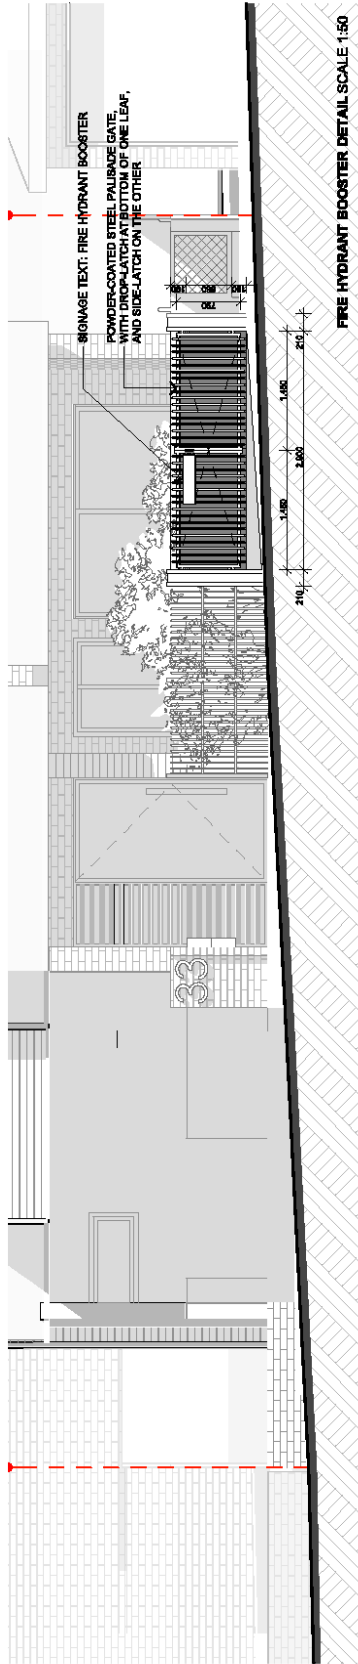 SIGNAGE TEXT: FIRE HYDRANT BOOSTER
POWDER-COATED STEEL PALISADE GATE,
WITH DROP-LATCH AT BOTTOM OF ONE LEAF,
AND SIDE-LATCH ON THE OTHER
33
1,450
1,450
210
2,900
210
FIRE HYDRANT BOOSTER DETAIL SCALE 1:50